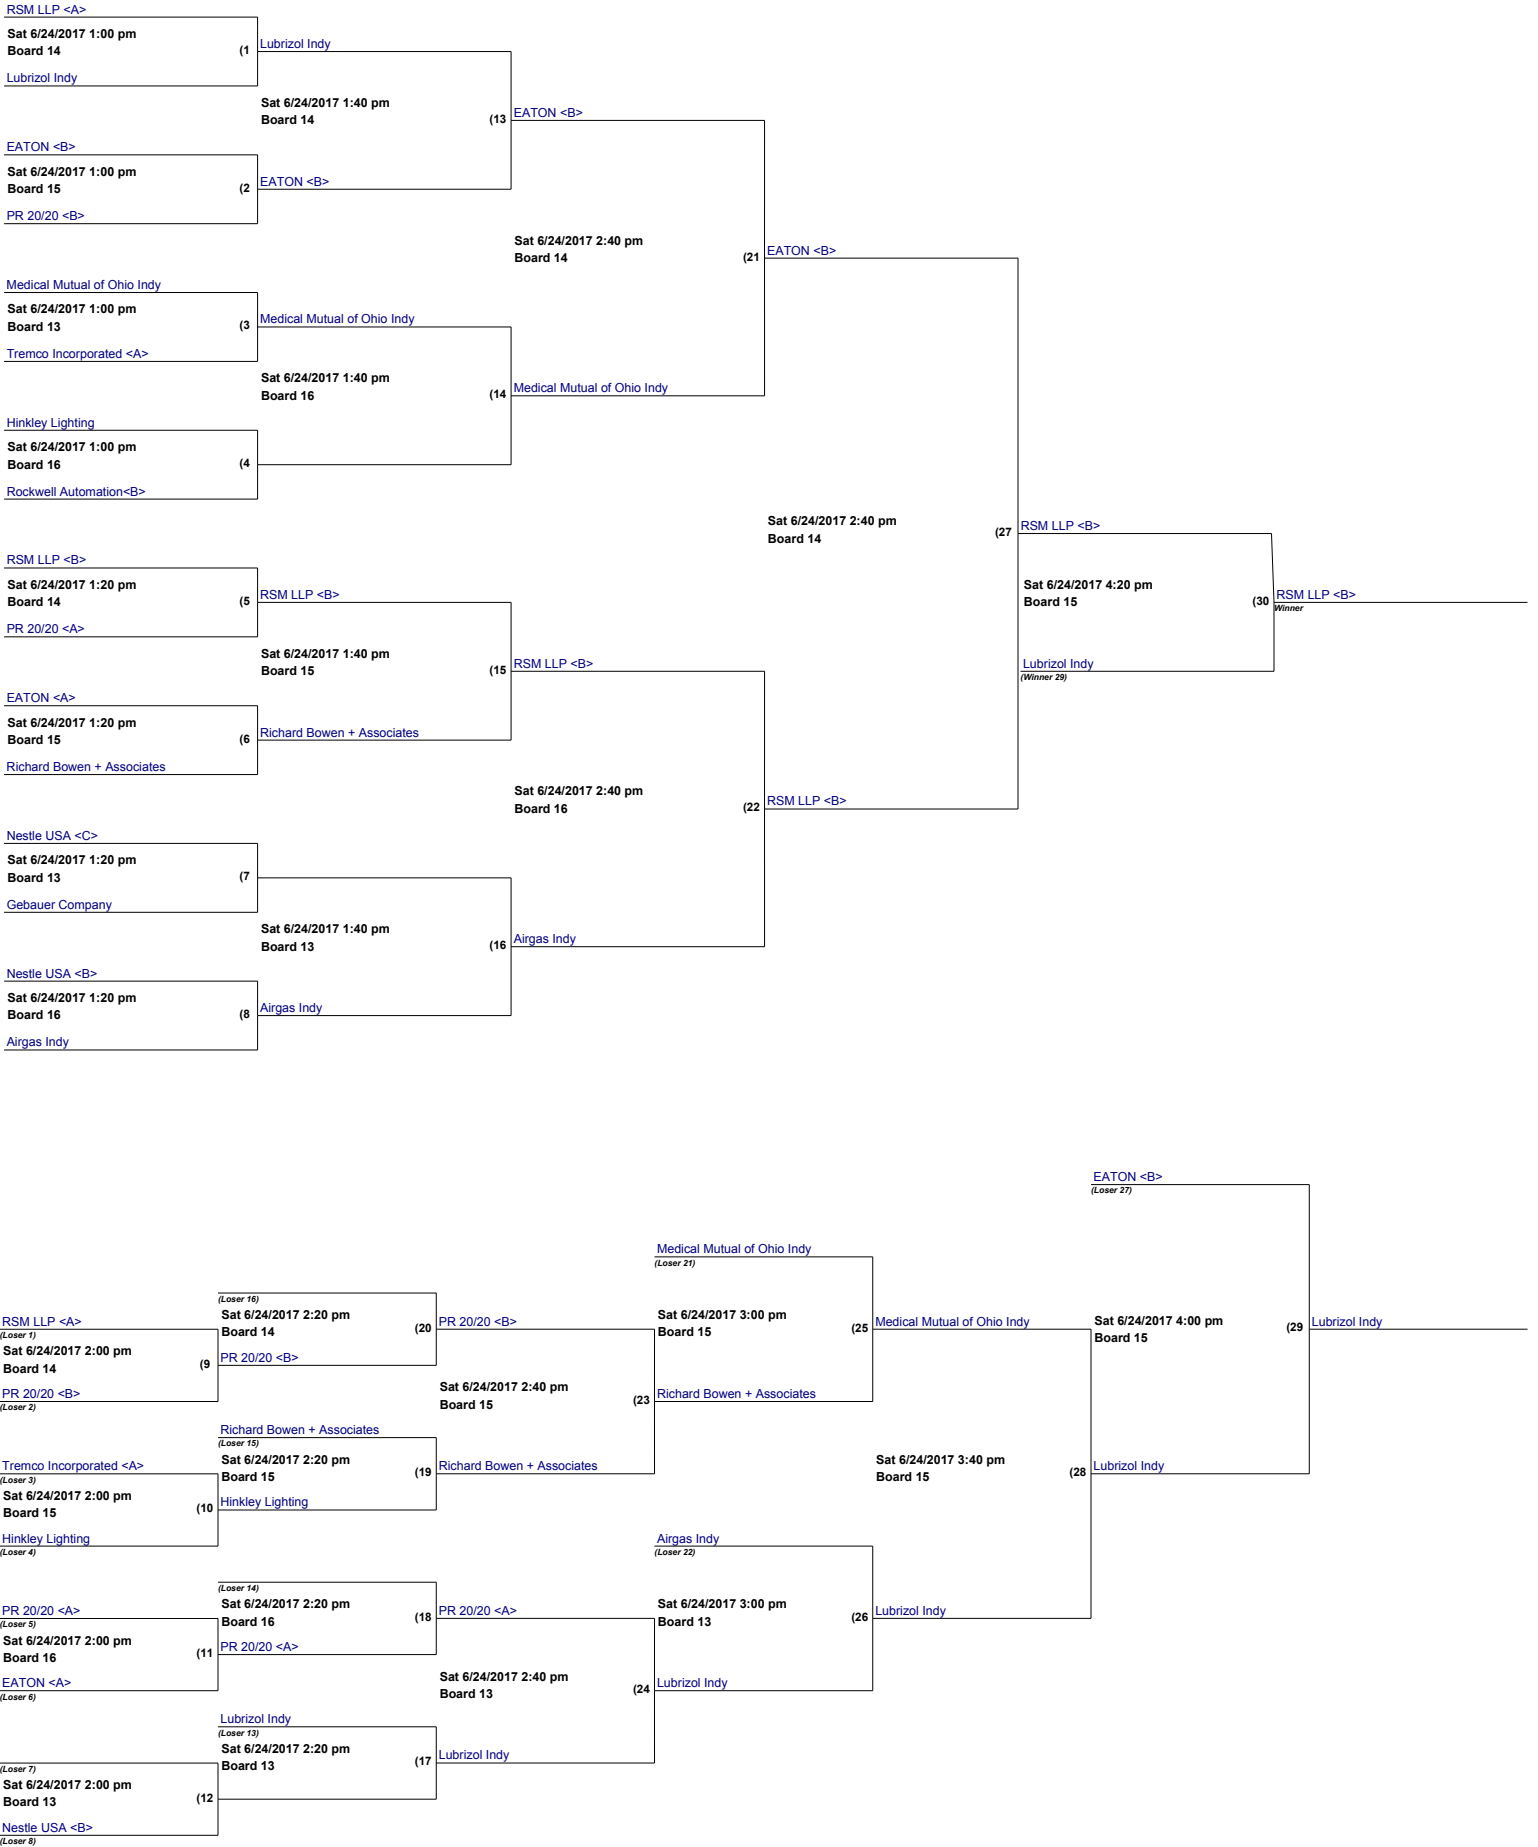 RSM LLP <A>
Sat 6/24/2017 1:00 pm
Board 14
(1
Lubrizol Indy
Lubrizol Indy
Sat 6/24/2017 1:40 pm
Board 14
(13
EATON <B>
EATON <B>
Sat 6/24/2017 1:00 pm
Board 15
(2
EATON <B>
PR 20/20 <B>
Sat 6/24/2017 2:40 pm
Board 14
(21
EATON <B>
Medical Mutual of Ohio Indy
Sat 6/24/2017 1:00 pm
Board 13
(3
Medical Mutual of Ohio Indy
Tremco Incorporated <A>
Sat 6/24/2017 1:40 pm
Board 16
(14
Medical Mutual of Ohio Indy
Hinkley Lighting
Sat 6/24/2017 1:00 pm
Board 16
(4
Rockwell Automation<B>
Sat 6/24/2017 2:40 pm
Board 14
(27
RSM LLP <B>
RSM LLP <B>
Sat 6/24/2017 1:20 pm
Board 14
(5
RSM LLP <B>
PR 20/20 <A>
Sat 6/24/2017 4:20 pm
Board 15
(30
RSM LLP <B>
Winner
Sat 6/24/2017 1:40 pm
Board 15
(15
RSM LLP <B>
Lubrizol Indy
(Winner 29)
EATON <A>
Sat 6/24/2017 1:20 pm
Board 15
(6
Richard Bowen + Associates
Richard Bowen + Associates
Sat 6/24/2017 2:40 pm
Board 16
(22
RSM LLP <B>
Nestle USA <C>
Sat 6/24/2017 1:20 pm
Board 13
(7
Gebauer Company
Sat 6/24/2017 1:40 pm
Board 13
(16
Airgas Indy
Nestle USA <B>
Sat 6/24/2017 1:20 pm
Board 16
(8
Airgas Indy
Airgas Indy
EATON <B>
(Loser 27)
Medical Mutual of Ohio Indy
(Loser 21)
(Loser 16)
Sat 6/24/2017 2:20 pm
Board 14
(20
PR 20/20 <B>
Sat 6/24/2017 3:00 pm
Board 15
(25
Medical Mutual of Ohio Indy
Sat 6/24/2017 4:00 pm
Board 15
(29
Lubrizol Indy
RSM LLP <A>
(Loser 1)
Sat 6/24/2017 2:00 pm
Board 14
(9
PR 20/20 <B>
PR 20/20 <B>
(Loser 2)
Sat 6/24/2017 2:40 pm
Board 15
(23
Richard Bowen + Associates
Richard Bowen + Associates
(Loser 15)
Sat 6/24/2017 2:20 pm
Board 15
(19
Richard Bowen + Associates
Tremco Incorporated <A>
(Loser 3)
Sat 6/24/2017 2:00 pm
Board 15
(10
Hinkley Lighting
Hinkley Lighting
(Loser 4)
Sat 6/24/2017 3:40 pm
Board 15
(28
Lubrizol Indy
Airgas Indy
(Loser 22)
(Loser 14)
Sat 6/24/2017 2:20 pm
Board 16
(18
PR 20/20 <A>
Sat 6/24/2017 3:00 pm
Board 13
(26
Lubrizol Indy
PR 20/20 <A>
(Loser 5)
Sat 6/24/2017 2:00 pm
Board 16
(11
PR 20/20 <A>
EATON <A>
(Loser 6)
Sat 6/24/2017 2:40 pm
Board 13
(24
Lubrizol Indy
Lubrizol Indy
(Loser 13)
Sat 6/24/2017 2:20 pm
Board 13
(17
Lubrizol Indy
(Loser 7)
Sat 6/24/2017 2:00 pm
Board 13
(12
Nestle USA <B>
(Loser 8)